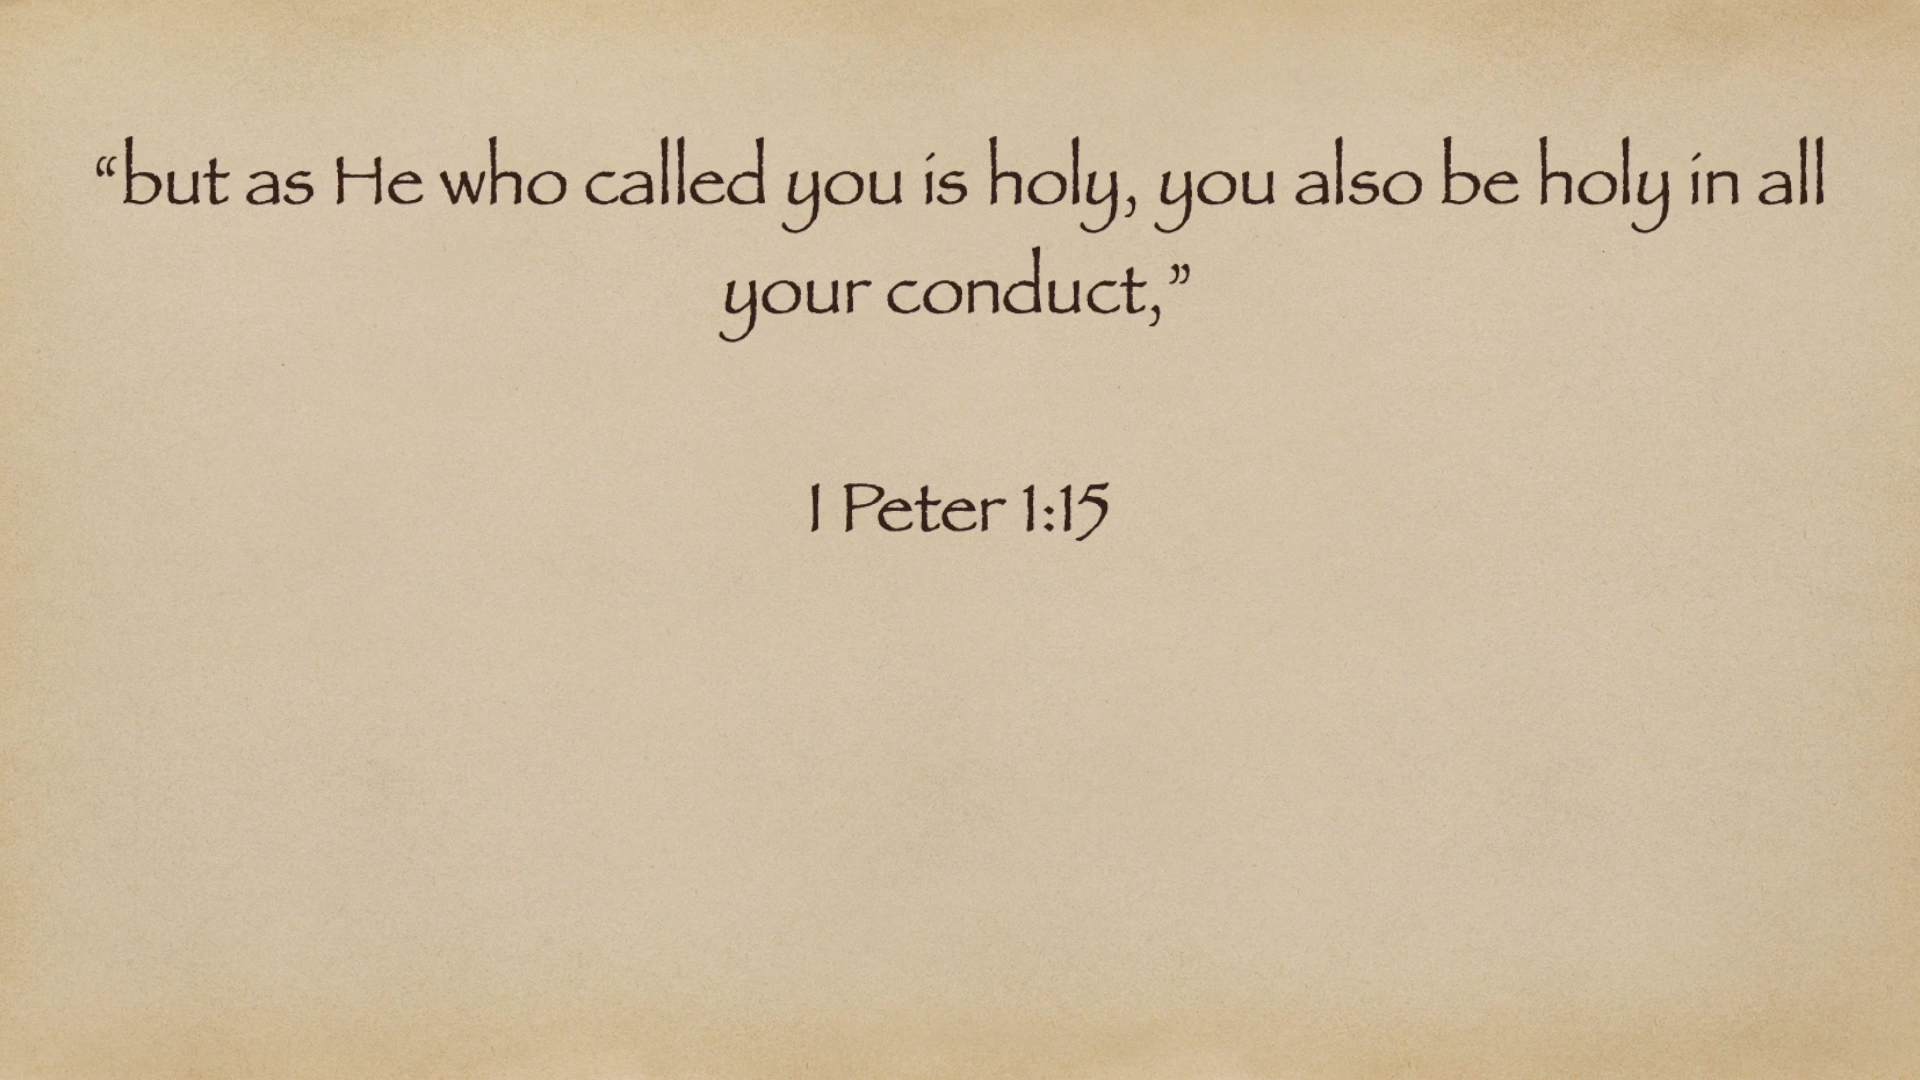 “but as He who called you is holy, you also be holy in all
your conduct,”
1 Peter 1:15